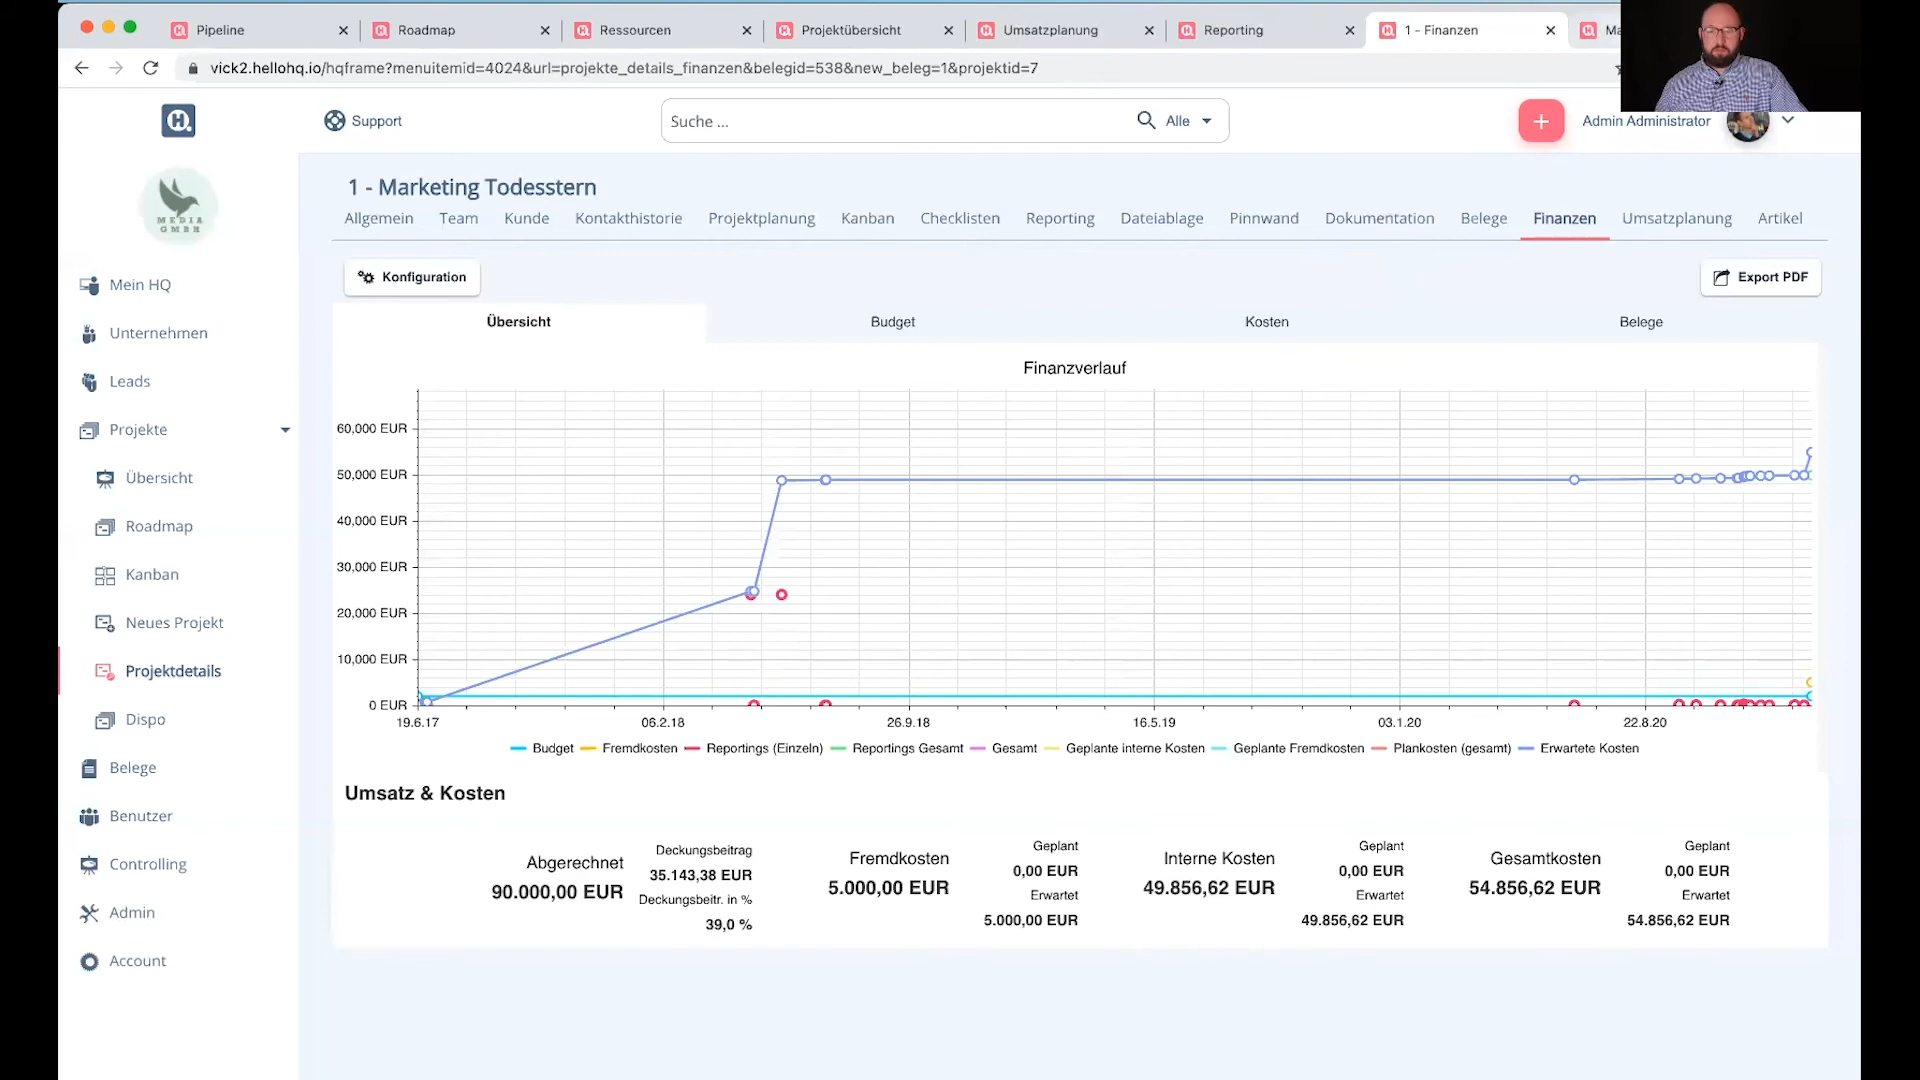 Pipeline
Roadmap
Ressourcen
Projektübersicht
Umsatzplanung
Reporting
1 - Finanzen
Ma
vick2.hellohq.io/hqframe?menuitemid=4024&url=projekte_details_finanzen&belegid=538&new_beleg=1&projektid=7
Support
Suche ...
Alle
+
Admin Administrator
MEDIA
GMBH
1 - Marketing Todesstern
Allgemein Team Kunde Kontakthistorie Projektplanung Kanban Checklisten Reporting Dateiablage Pinnwand Dokumentation Belege Finanzen Umsatzplanung Artikel
Konfiguration
Export PDF
Mein HQ
Unternehmen
Leads
Projekte
Übersicht
Roadmap
Kanban
Neues Projekt
Projektdetails
Dispo
Belege
Benutzer
Controlling
Admin
Account
Übersicht Budget Kosten Belege
Finanzverlauf
60,000 EUR
50,000 EUR
40,000 EUR
30,000 EUR
20,000 EUR
10,000 EUR
0 EUR
19.6.17 06.2.18 26.9.18 16.5.19 03.1.20 22.8.20
Budget Fremdkosten Reportings (Einzeln) Reportings Gesamt Gesamt Geplante interne Kosten Geplante Fremdkosten Plankosten (gesamt) Erwartete Kosten
Umsatz & Kosten
Abgerechnet
90.000,00 EUR
Deckungsbeitrag
35.143,38 EUR
Deckungsbeitr. in %
39,0 %
Fremdkosten
5.000,00 EUR
Geplant
0,00 EUR
Erwartet
5.000,00 EUR
Interne Kosten
49.856,62 EUR
Geplant
0,00 EUR
Erwartet
49.856,62 EUR
Gesamtkosten
54.856,62 EUR
Geplant
0,00 EUR
Erwartet
54.856,62 EUR